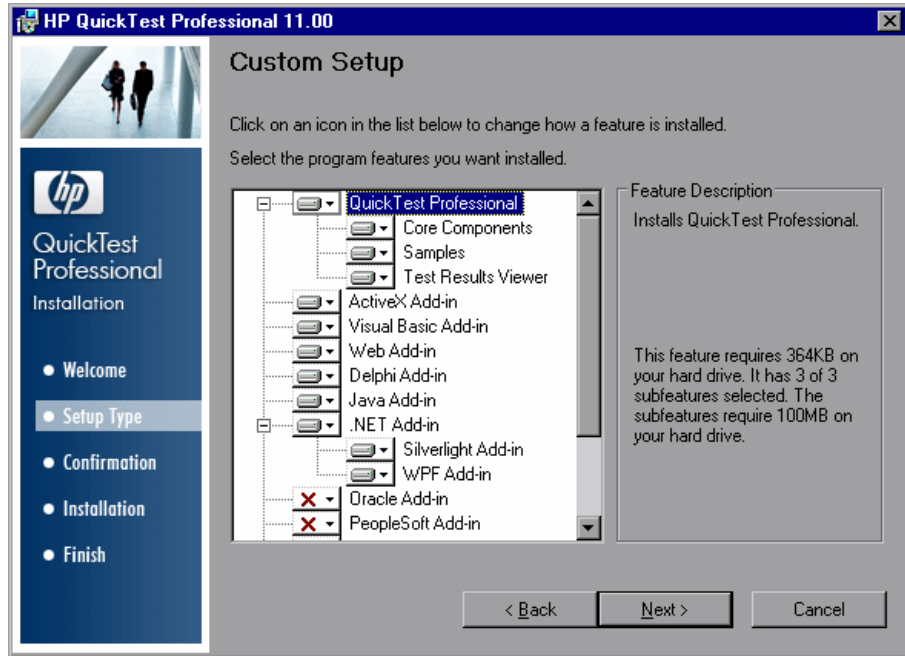 HP QuickTest Professional 11.00
Custom Setup
Click on an icon in the list below to change how a feature is installed.
Select the program features you want installed.
hp
QuickTest
Professional
Installation
Welcome
Setup Type
Confirmation
Installation
Finish
QuickTest Professional
Core Components
Samples
Test Results Viewer
ActiveX Add-in
Visual Basic Add-in
Web Add-in
Delphi Add-in
Java Add-in
.NET Add-in
Silverlight Add-in
WPF Add-in
Oracle Add-in
PeopleSoft Add-in
Feature Description
Installs QuickTest Professional.
This feature requires 364KB on
your hard drive. It has 3 of 3
subfeatures selected. The
subfeatures require 100MB on
your hard drive.
< Back
Next >
Cancel